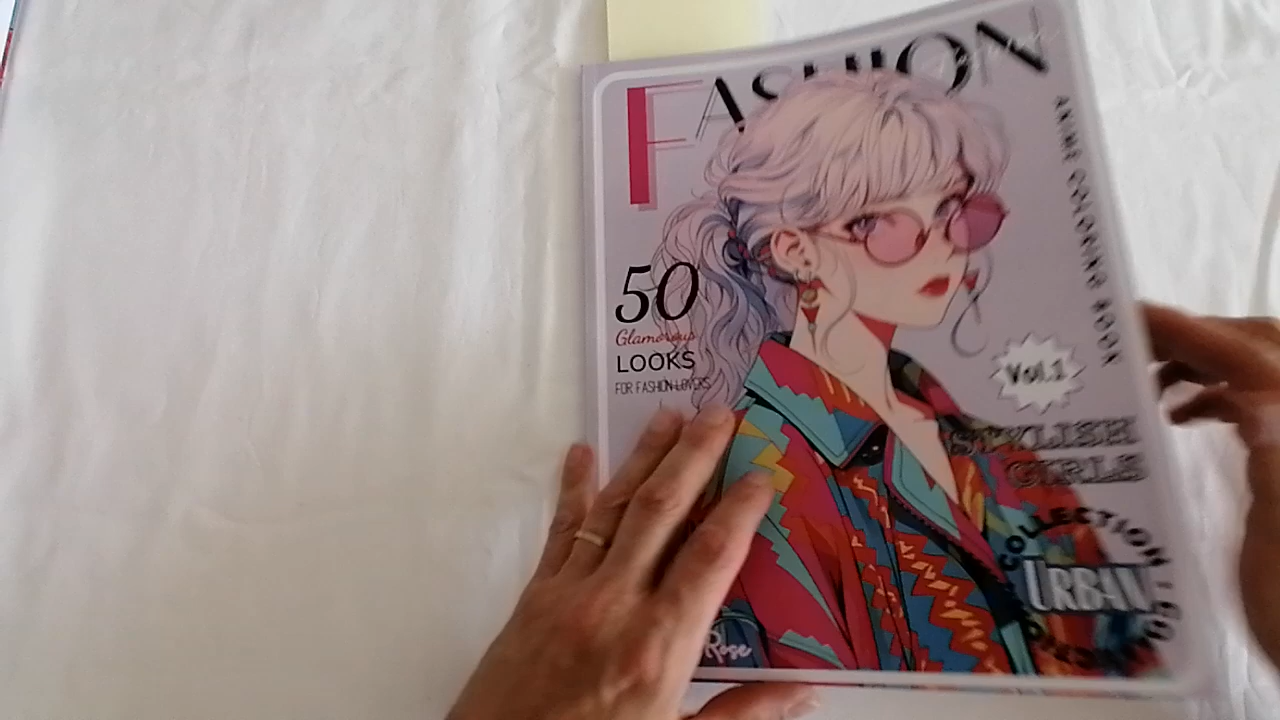 FASHION
ANIME COLORING BOOK
50
Glamorous
LOOKS
FOR FASHION LOVERS
Vol.1
STYLISH
GIRLS
COLLECTION
URBAN
Rose